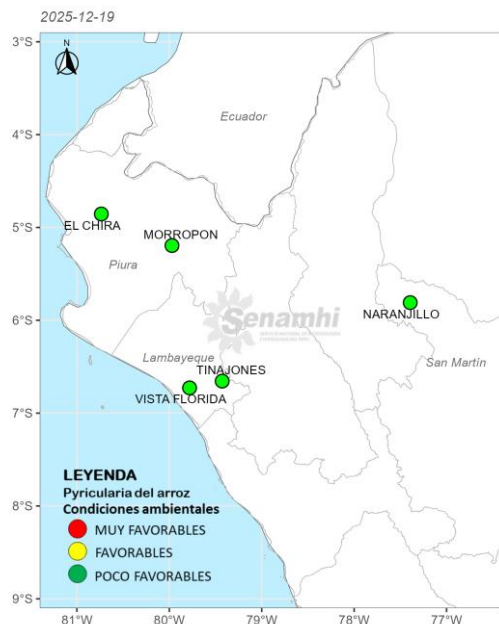 2025-12-19
N
3°S
4°S
5°S
6°S
7°S
8°S
9°S
Ecuador
EL CHIRA
MORROPON
Piura
NARANJILLO
Senamhi
Lambayeque
TINAJONES
San Martín
VISTA FLORIDA
LEYENDA
Pyricularia del arroz
Condiciones ambientales
MUY FAVORABLES
FAVORABLES
POCO FAVORABLES
81°W
80°W
79°W
78°W
77°W